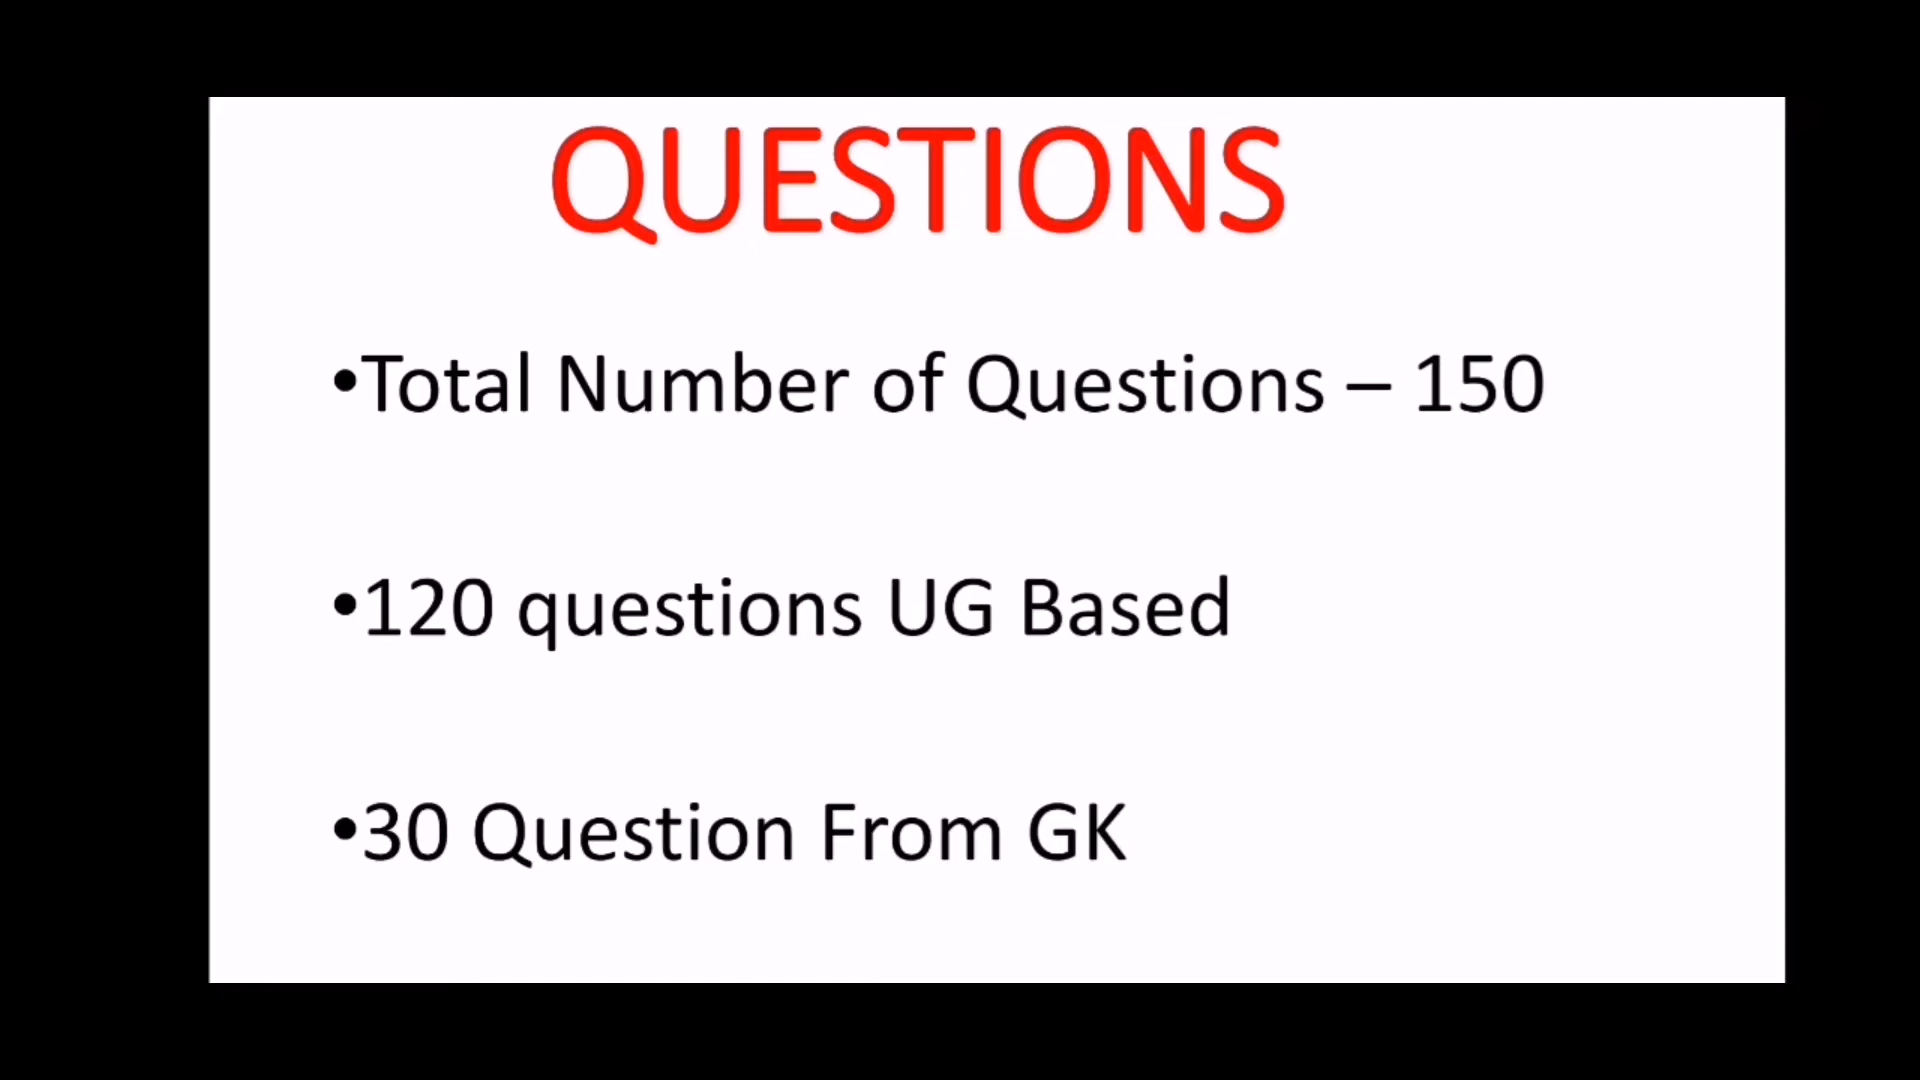 QUESTIONS
•Total Number of Questions – 150
•120 questions UG Based
•30 Question From GK